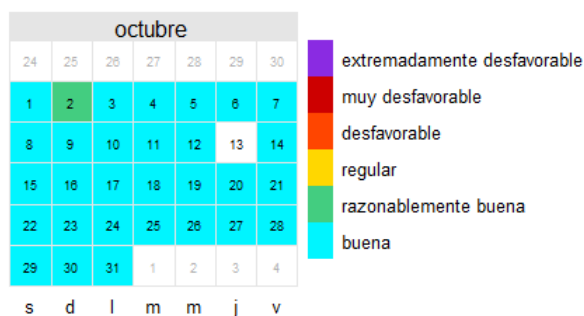 octubre
24 25 26 27 28 29 30
1 2 3 4 5 6 7
8 9 10 11 12 13 14
15 16 17 18 19 20 21
22 23 24 25 26 27 28
29 30 31 1 2 3 4
s d l m m j v
extremadamente desfavorable
muy desfavorable
desfavorable
regular
razonablemente buena
buena